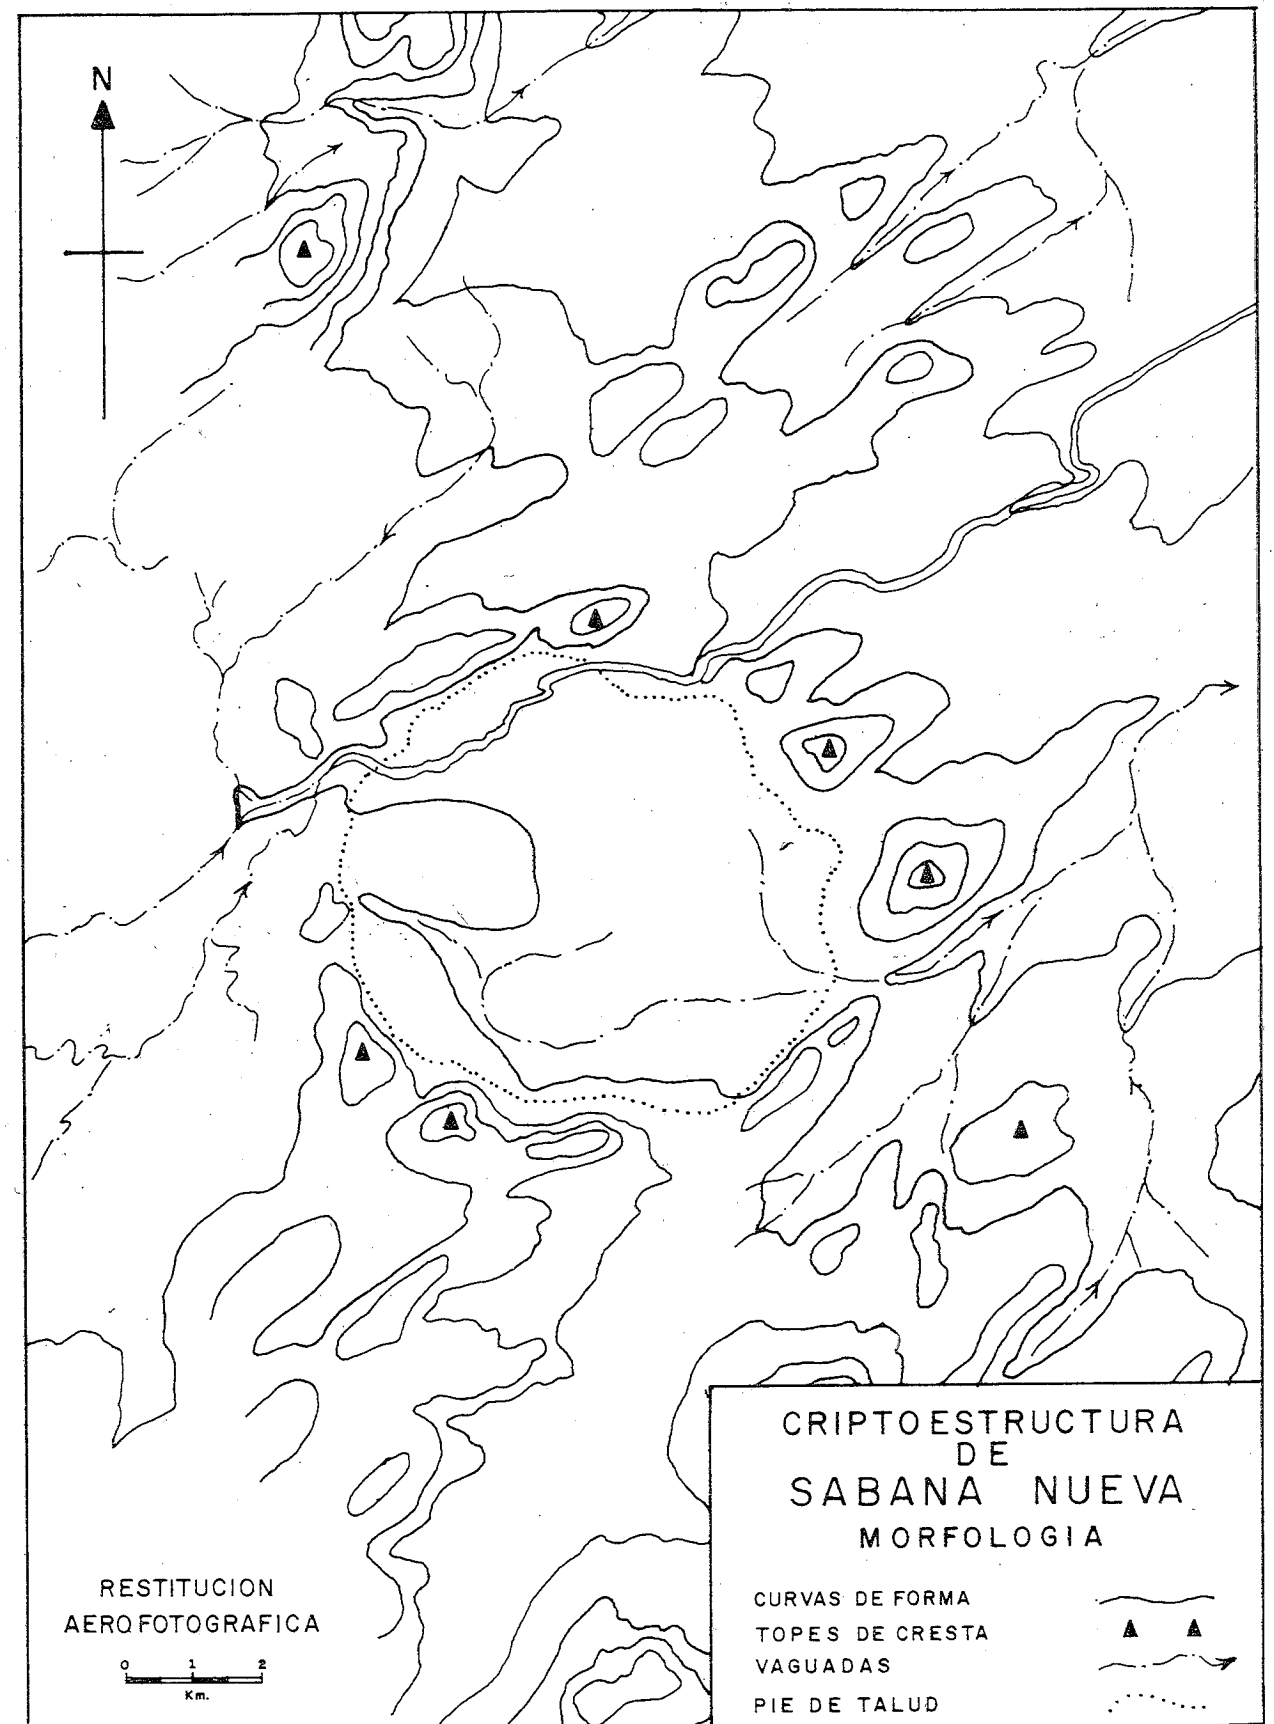 N
CRIPTOESTRUCTURA
DE
SABANA NUEVA
MORFOLOGIA
CURVAS DE FORMA
TOPES DE CRESTA
VAGUADAS
PIE DE TALUD
RESTITUCION
AEROFOTOGRAFICA
0 1 2
Km.